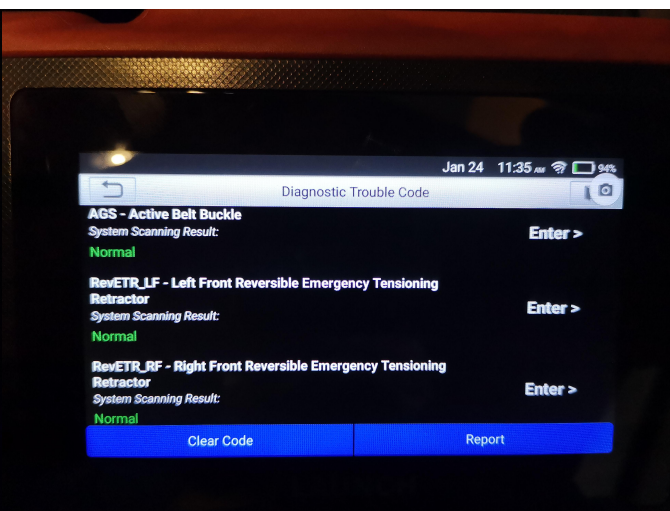 Jan 24 11:35 AM 94%
Diagnostic Trouble Code
AGS - Active Belt Buckle
System Scanning Result:
Enter >
Normal
RevETR_LF - Left Front Reversible Emergency Tensioning
Retractor
System Scanning Result:
Enter >
Normal
RevETR_RF - Right Front Reversible Emergency Tensioning
Retractor
System Scanning Result:
Enter >
Normal
Clear Code
Report